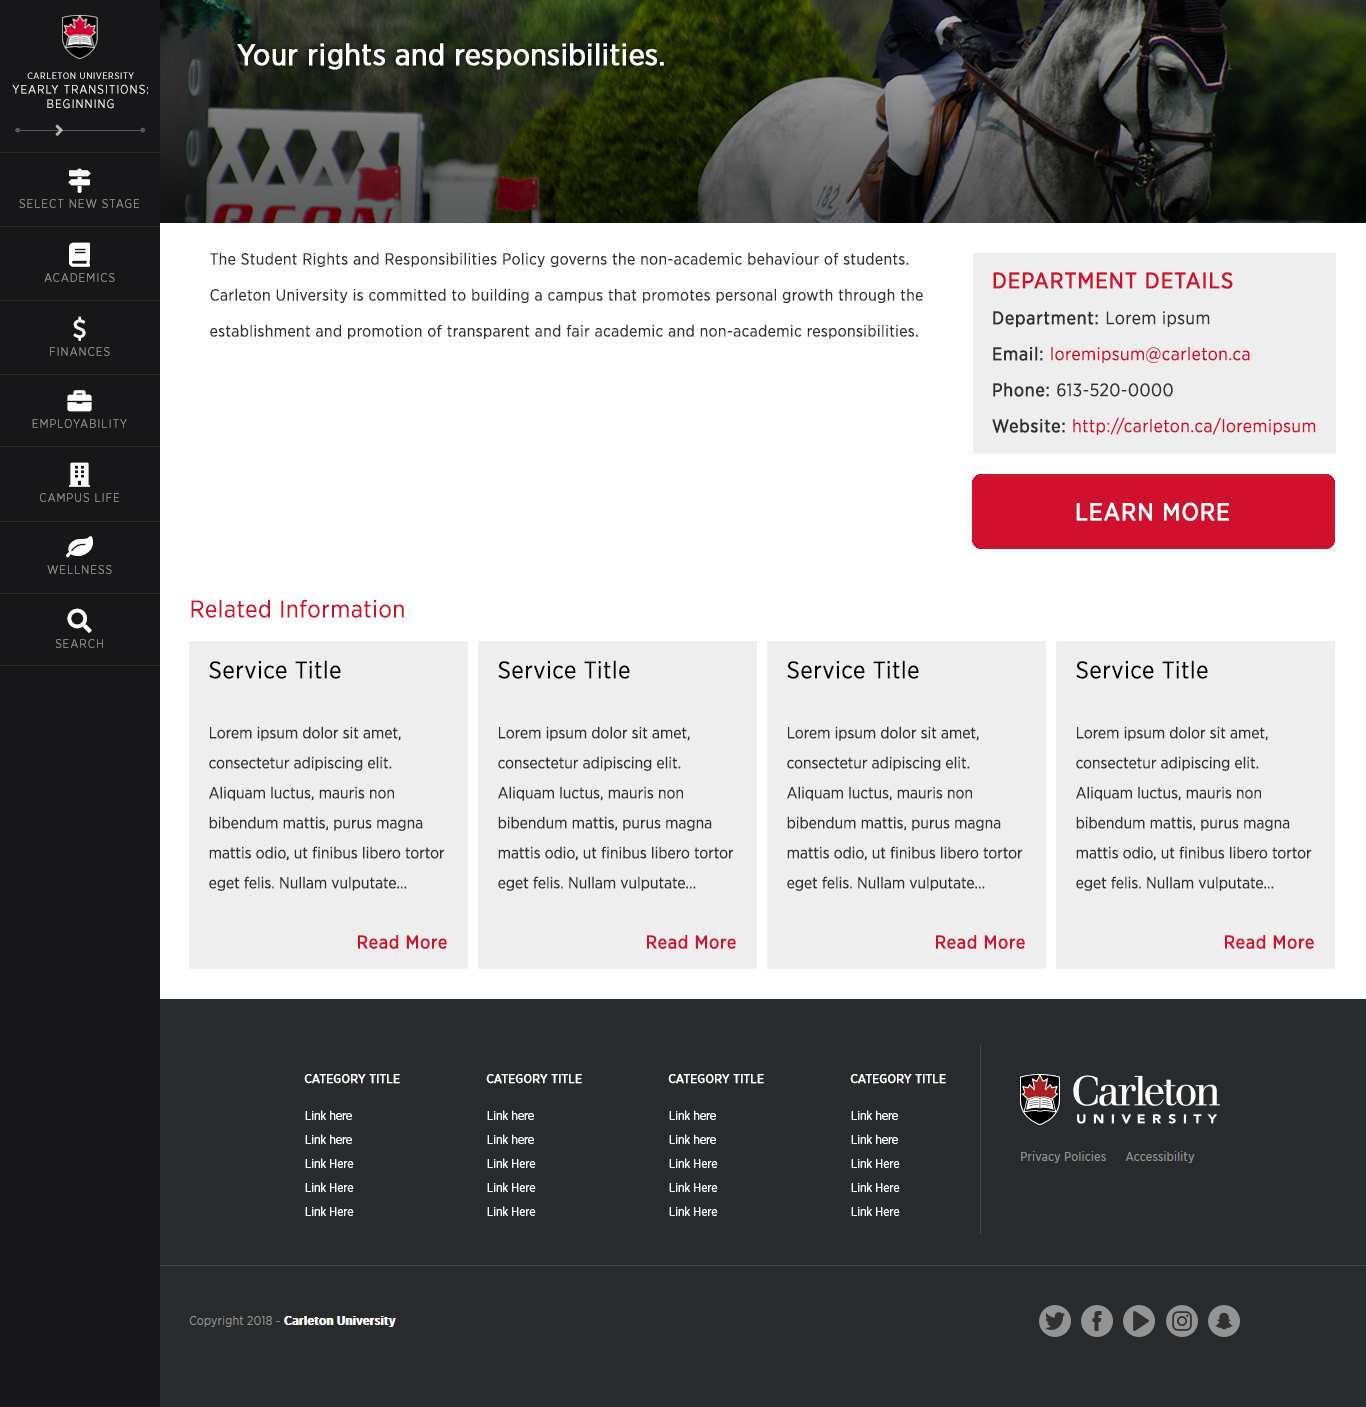 CARLETON UNIVERSITY
YEARLY TRANSITIONS:
BEGINNING
SELECT NEW STAGE
ACADEMICS
FINANCES
EMPLOYABILITY
CAMPUS LIFE
WELLNESS
SEARCH
Your rights and responsibilities.
182
The Student Rights and Responsibilities Policy governs the non-academic behaviour of students.
Carleton University is committed to building a campus that promotes personal growth through the
establishment and promotion of transparent and fair academic and non-academic responsibilities.
DEPARTMENT DETAILS
Department: Lorem ipsum
Email: loremipsum@carleton.ca
Phone: 613-520-0000
Website: http://carleton.ca/loremipsum
LEARN MORE
Related Information
Service Title
Lorem ipsum dolor sit amet,
consectetur adipiscing elit.
Aliquam luctus, mauris non
bibendum mattis, purus magna
mattis odio, ut finibus libero tortor
eget felis. Nullam vulputate...
Read More
Service Title
Lorem ipsum dolor sit amet,
consectetur adipiscing elit.
Aliquam luctus, mauris non
bibendum mattis, purus magna
mattis odio, ut finibus libero tortor
eget felis. Nullam vulputate...
Read More
Service Title
Lorem ipsum dolor sit amet,
consectetur adipiscing elit.
Aliquam luctus, mauris non
bibendum mattis, purus magna
mattis odio, ut finibus libero tortor
eget felis. Nullam vulputate...
Read More
Service Title
Lorem ipsum dolor sit amet,
consectetur adipiscing elit.
Aliquam luctus, mauris non
bibendum mattis, purus magna
mattis odio, ut finibus libero tortor
eget felis. Nullam vulputate...
Read More
CATEGORY TITLE
Link here
Link here
Link Here
Link Here
Link Here
CATEGORY TITLE
Link here
Link here
Link Here
Link Here
Link Here
CATEGORY TITLE
Link here
Link here
Link Here
Link Here
Link Here
CATEGORY TITLE
Link here
Link here
Link Here
Link Here
Link Here
Carleton
UNIVERSITY
Privacy Policies Accessibility
Copyright 2018 - Carleton University